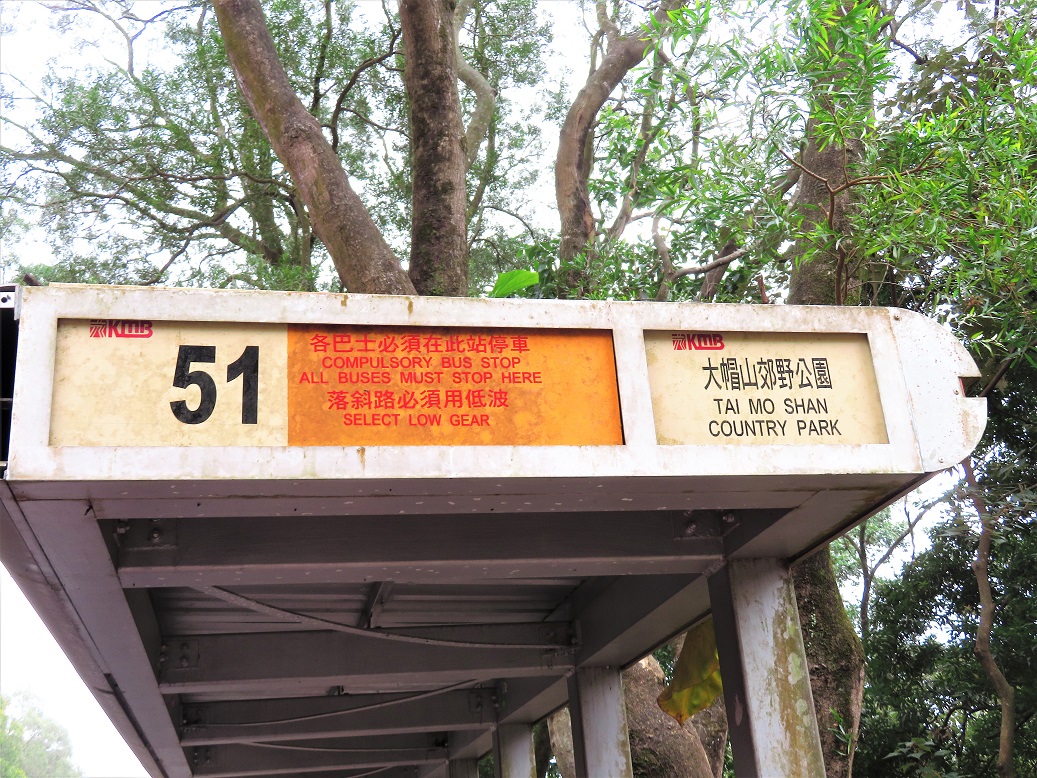 KMB
51
各巴士必須在此站停車
COMPULSORY BUS STOP
ALL BUSES MUST STOP HERE
落斜路必須用低波
SELECT LOW GEAR
KMB
大帽山郊野公園
TAI MO SHAN
COUNTRY PARK